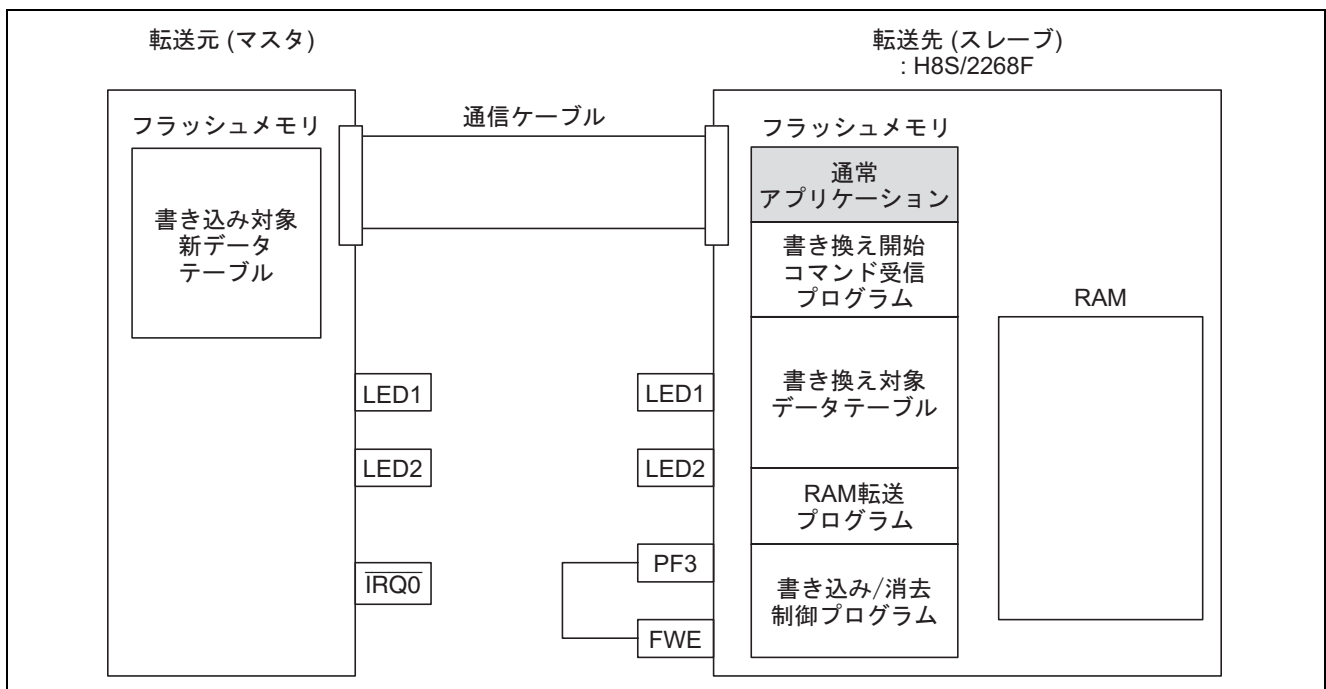 転送元 (マスタ)
転送先 (スレーブ)
: H8S/2268F
フラッシュメモリ
書き込み対象
新データ
テーブル
通信ケーブル
フラッシュメモリ
通常
アプリケーション
書き換え開始
コマンド受信
プログラム
書き換え対象
データテーブル
RAM転送
プログラム
書き込み/消去
制御プログラム
RAM
LED1
LED2
IRQ0
LED1
LED2
PF3
FWE